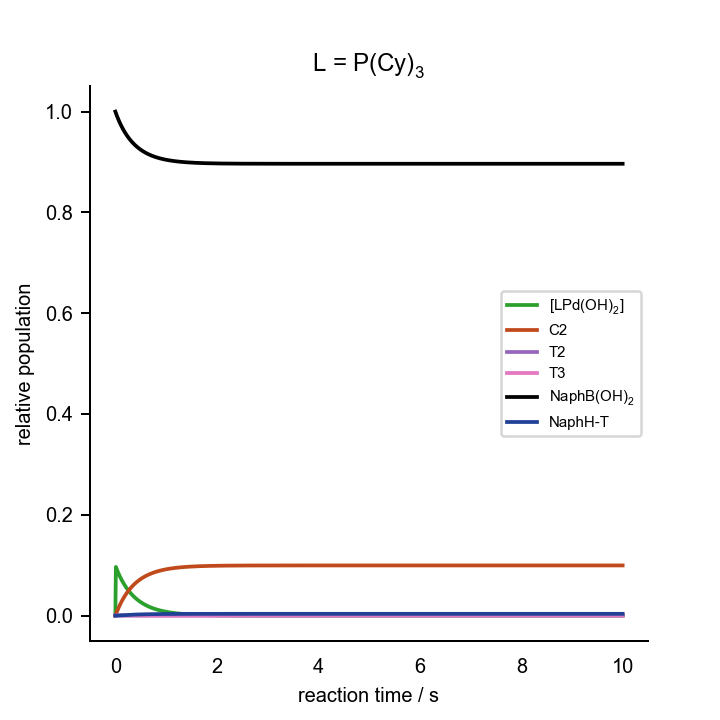 L = P(Cy)₃
1.0
0.8
0.6
0.4
0.2
0.0
relative population
[LPd(OH)₂]
C2
T2
T3
NaphB(OH)₂
NaphH-T
0 2 4 6 8 10
reaction time / s